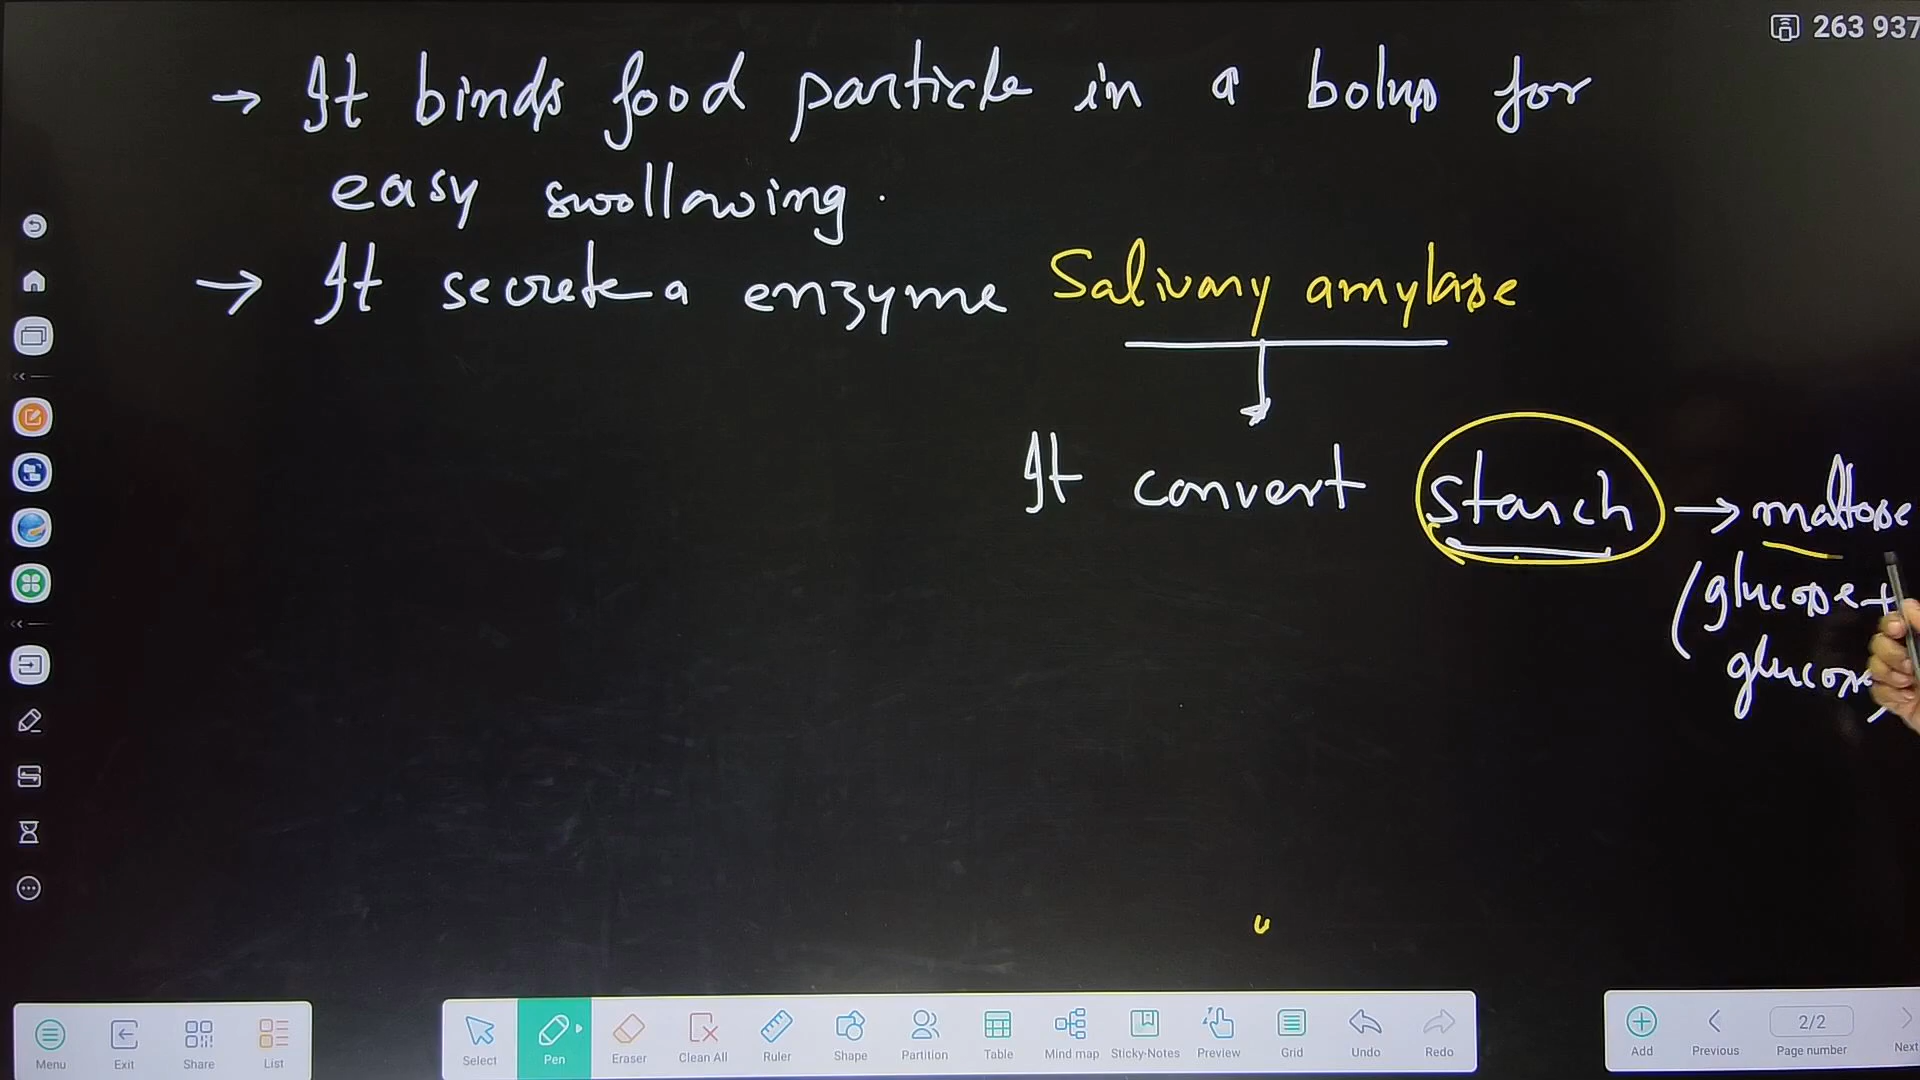 263 937
→ It binds food particle in a bolus for
easy swollowing.
→ It secrete a enzyme Salivary amylase
It convert starch → maltose
(glucose +
glucose)
Menu Exit Share List
Select Pen Eraser Clean All Ruler Shape Partition Table Mind map Sticky-Notes Preview Grid Undo Redo
Add Previous 2/2 Page number Next